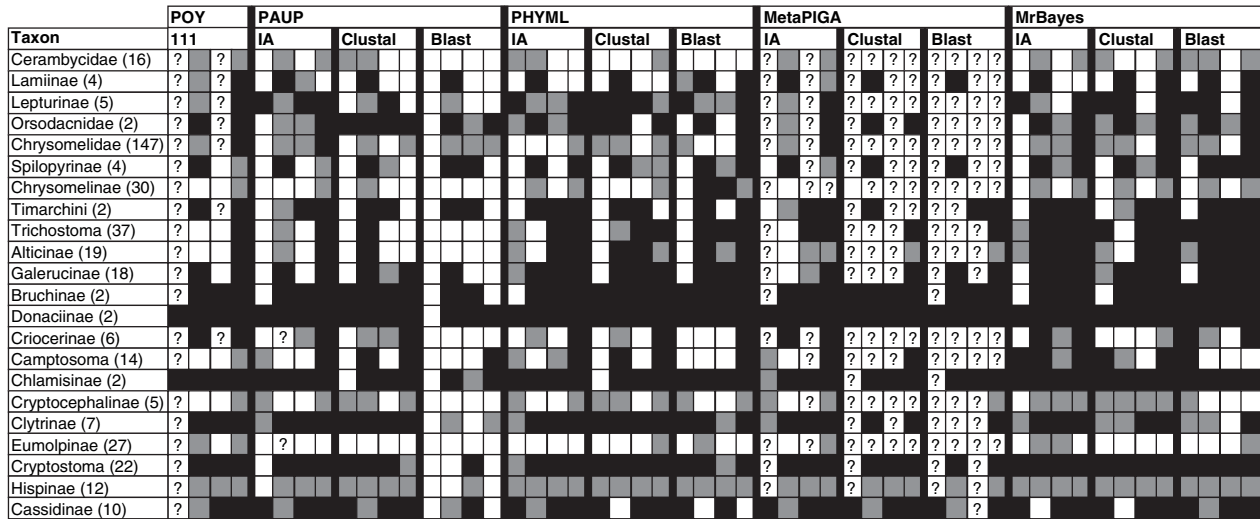 POY PAUP PHYML MetaPIGA MrBayes
Taxon 111 IA Clustal Blast IA Clustal Blast IA Clustal Blast IA Clustal Blast
Cerambycidae (16) ? ? ? ? ? ? ? ? ? ? ? ?
Lamiinae (4) ? ? ? ? ? ? ? ? ? ?
Lepturinae (5) ? ? ? ? ? ? ? ? ? ? ? ?
Orsodacnidae (2) ? ? ? ? ? ? ? ? ? ?
Chrysomelidae (147) ? ? ? ? ? ? ? ? ? ? ? ?
Spilopyrinae (4) ? ? ? ? ? ? ? ? ?
Chrysomelinae (30) ? ? ? ? ? ? ? ? ? ? ?
Timarchini (2) ? ? ? ? ? ? ?
Trichostoma (37) ? ? ? ? ? ? ? ?
Alticinae (19) ? ? ? ? ? ? ? ?
Galerucinae (18) ? ? ? ? ? ? ?
Bruchinae (2) ? ? ?
Donaciinae (2)
Criocerinae (6) ? ? ? ? ? ? ? ? ? ? ? ? ?
Camptosoma (14) ? ? ? ? ? ? ? ? ?
Chlamisinae (2) ? ?
Cryptocephalinae (5) ? ? ? ? ? ? ? ? ? ?
Clytrinae (7) ? ? ? ? ? ?
Eumolpinae (27) ? ? ? ? ? ? ? ? ? ? ? ?
Cryptostoma (22) ? ? ? ? ?
Hispinae (12) ? ? ? ? ?
Cassidinae (10) ? ?